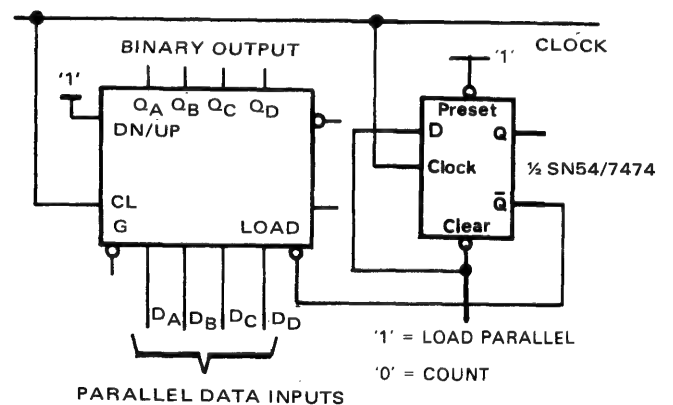 CLOCK
BINARY OUTPUT
'1'
'1'
QA QB QC QD
DN/UP
CL
G
LOAD
Preset
D
Q
Clock
Q̅
Clear
½ SN54/7474
DA DB DC DD
PARALLEL DATA INPUTS
'1' = LOAD PARALLEL
'0' = COUNT